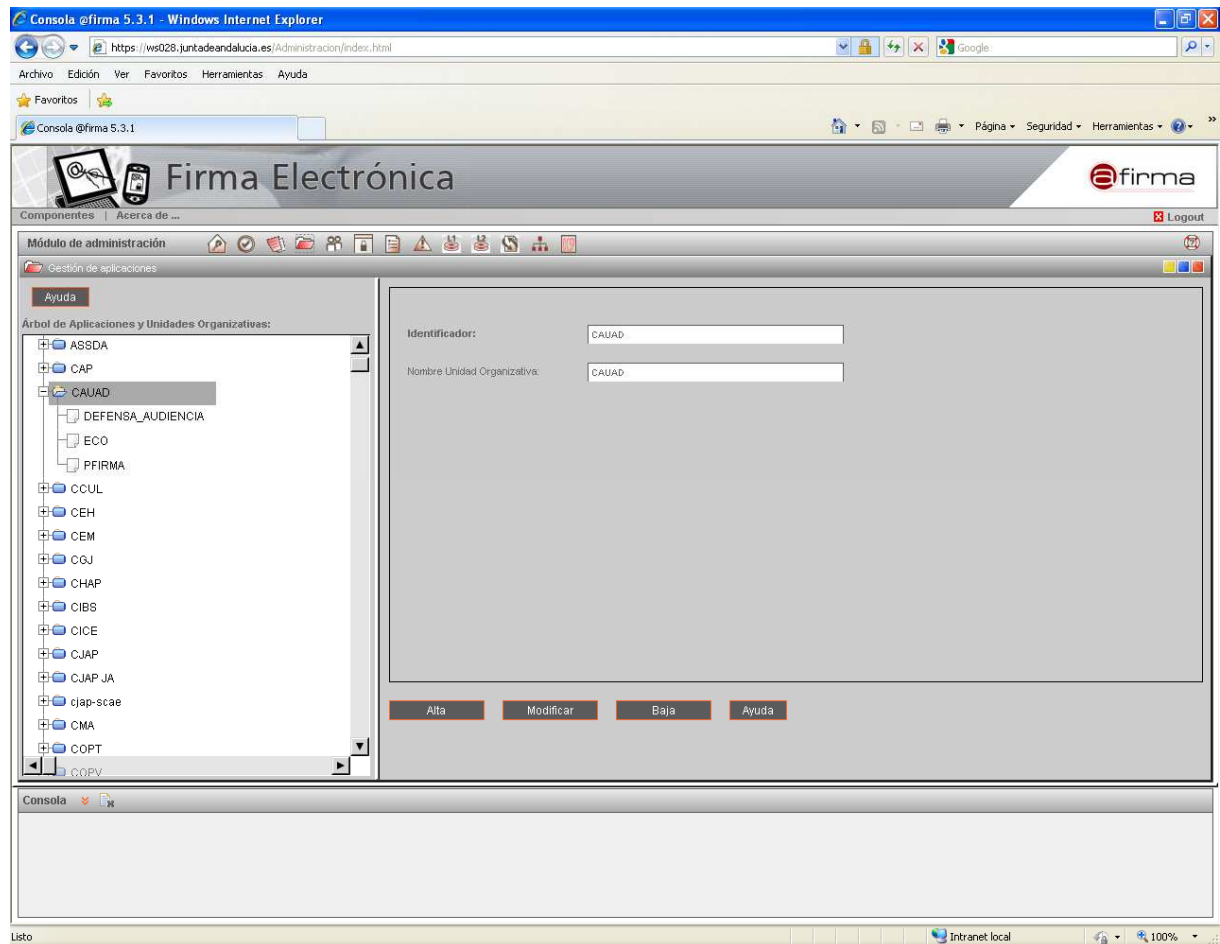 Consola @firma 5.3.1 - Windows Internet Explorer
https://ws028.juntadeandalucia.es/Administracion/index.html
Google
Archivo Edición Ver Favoritos Herramientas Ayuda
Favoritos
Consola @firma 5.3.1
Página Seguridad Herramientas »
Firma Electrónica
@firma
Componentes | Acerca de ...
Logout
Módulo de administración
Gestión de aplicaciones
Ayuda
Árbol de Aplicaciones y Unidades Organizativas:
ASSDA
CAP
CAUAD
DEFENSA_AUDIENCIA
ECO
PFIRMA
CCUL
CEH
CEM
CGJ
CHAP
CIBS
CICE
CJAP
CJAP JA
cjap-scae
CMA
COPT
COPV
Identificador:
CAUAD
Nombre Unidad Organizativa:
CAUAD
Alta Modificar Baja Ayuda
Consola
Listo
Intranet local
100%